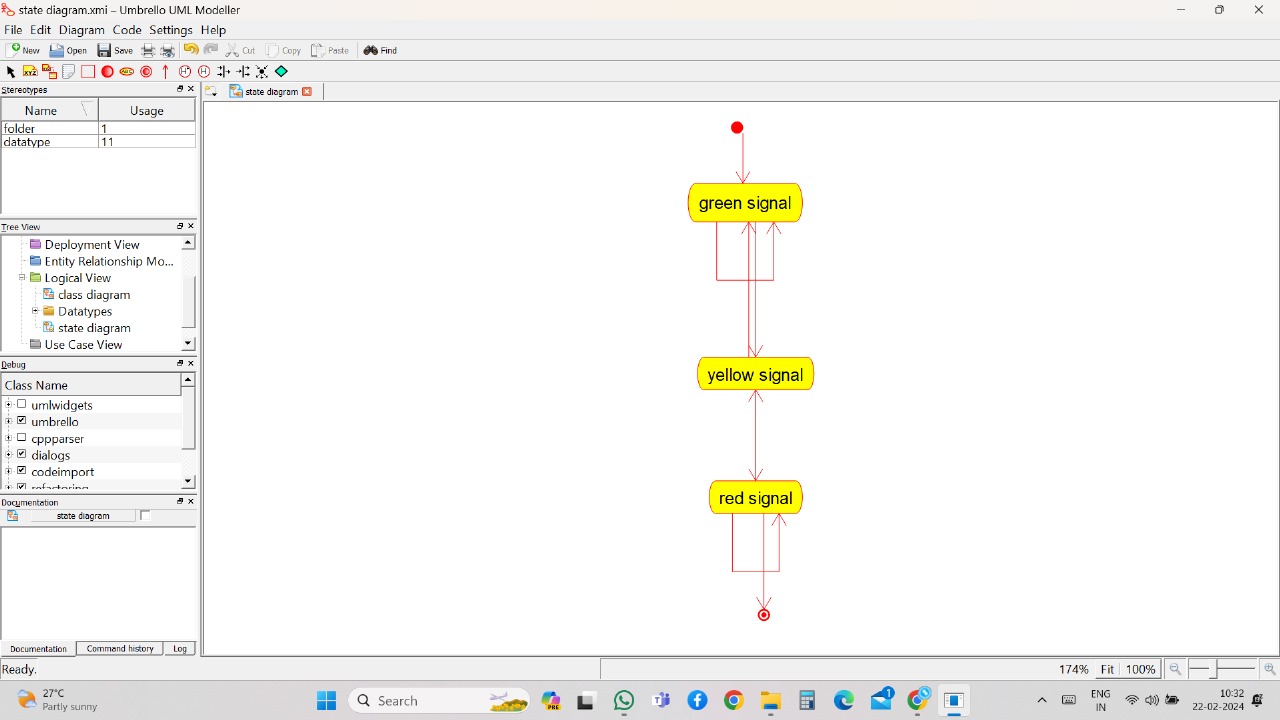 state diagram.xmi – Umbrello UML Modeller
File Edit Diagram Code Settings Help
New Open Save Cut Copy Paste Find
Stereotypes
Name Usage
folder 1
datatype 11
Tree View
Deployment View
Entity Relationship Mo...
Logical View
class diagram
Datatypes
state diagram
Use Case View
Debug
Class Name
umlwidgets
umbrello
cppparser
dialogs
codeimport
refactoring
Documentation
state diagram
Documentation Command history Log
state diagram
green signal
yellow signal
red signal
Ready.
174% Fit 100%
27°C
Partly sunny
Search
PRE
1
ENG
IN
10:32
22-02-2024